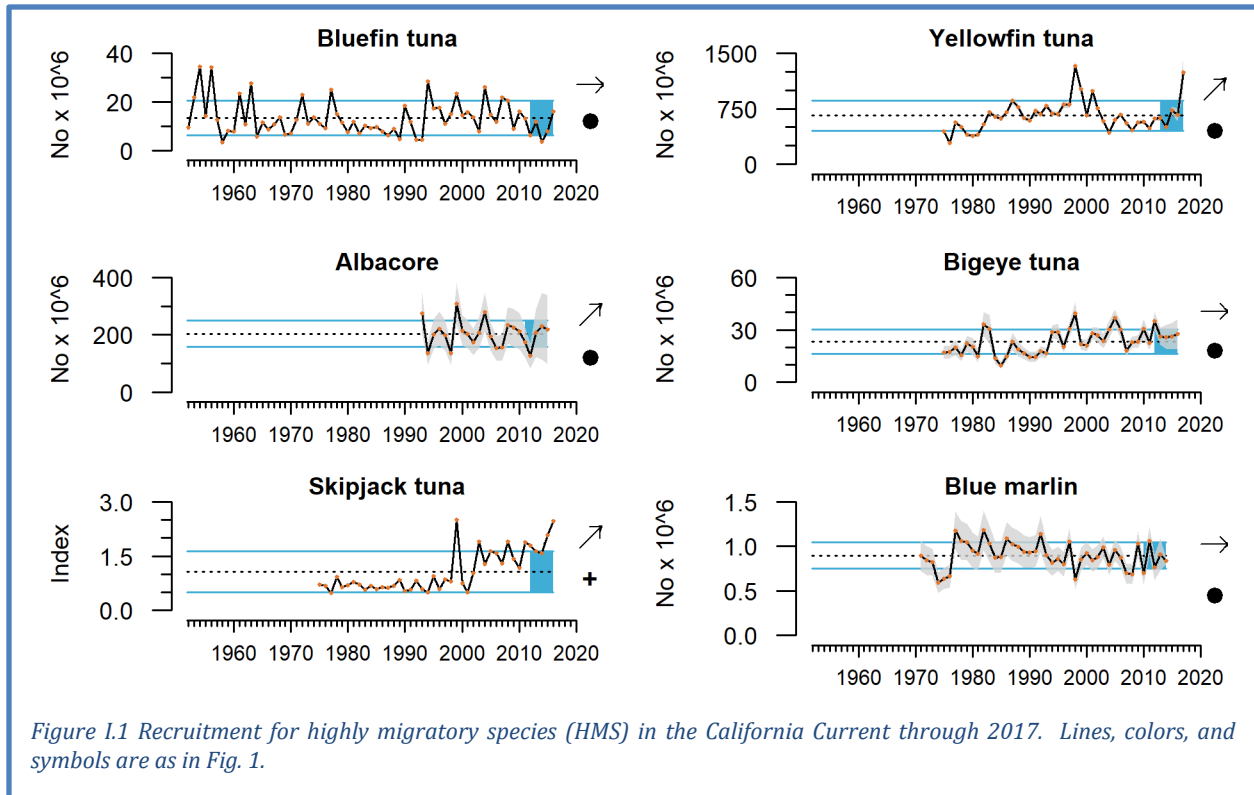 Bluefin tuna
No x 10^6
40
20
0
1960 1970 1980 1990 2000 2010 2020
→
●
Yellowfin tuna
No x 10^6
1500
750
0
1960 1970 1980 1990 2000 2010 2020
↗
●
Albacore
No x 10^6
400
200
0
1960 1970 1980 1990 2000 2010 2020
↗
●
Bigeye tuna
No x 10^6
60
30
0
1960 1970 1980 1990 2000 2010 2020
→
●
Skipjack tuna
Index
3.0
1.5
0.0
1960 1970 1980 1990 2000 2010 2020
↗
+
Blue marlin
No x 10^6
1.5
1.0
0.5
0.0
1960 1970 1980 1990 2000 2010 2020
→
●
Figure I.1 Recruitment for highly migratory species (HMS) in the California Current through 2017. Lines, colors, and
symbols are as in Fig. 1.